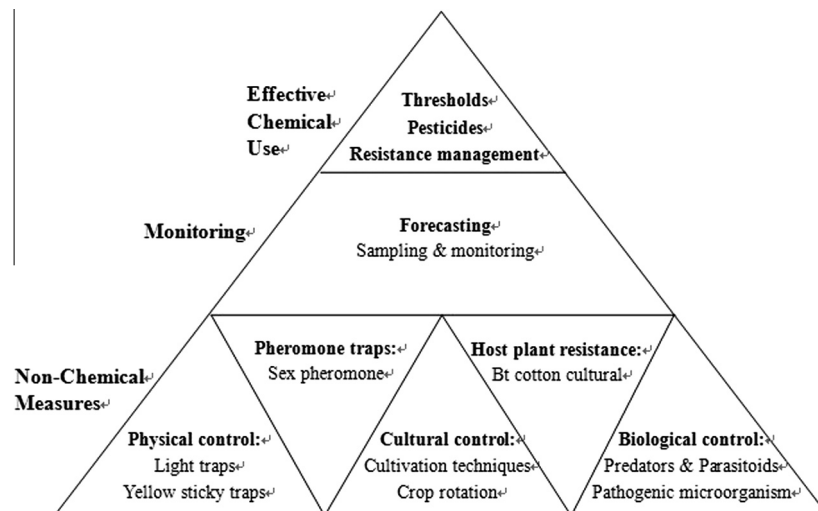 Effective
Chemical
Use
Thresholds
Pesticides
Resistance management
Monitoring
Forecasting
Sampling & monitoring
Non-Chemical
Measures
Pheromone traps:
Sex pheromone
Host plant resistance:
Bt cotton cultural
Physical control:
Light traps
Yellow sticky traps
Cultural control:
Cultivation techniques
Crop rotation
Biological control:
Predators & Parasitoids
Pathogenic microorganism